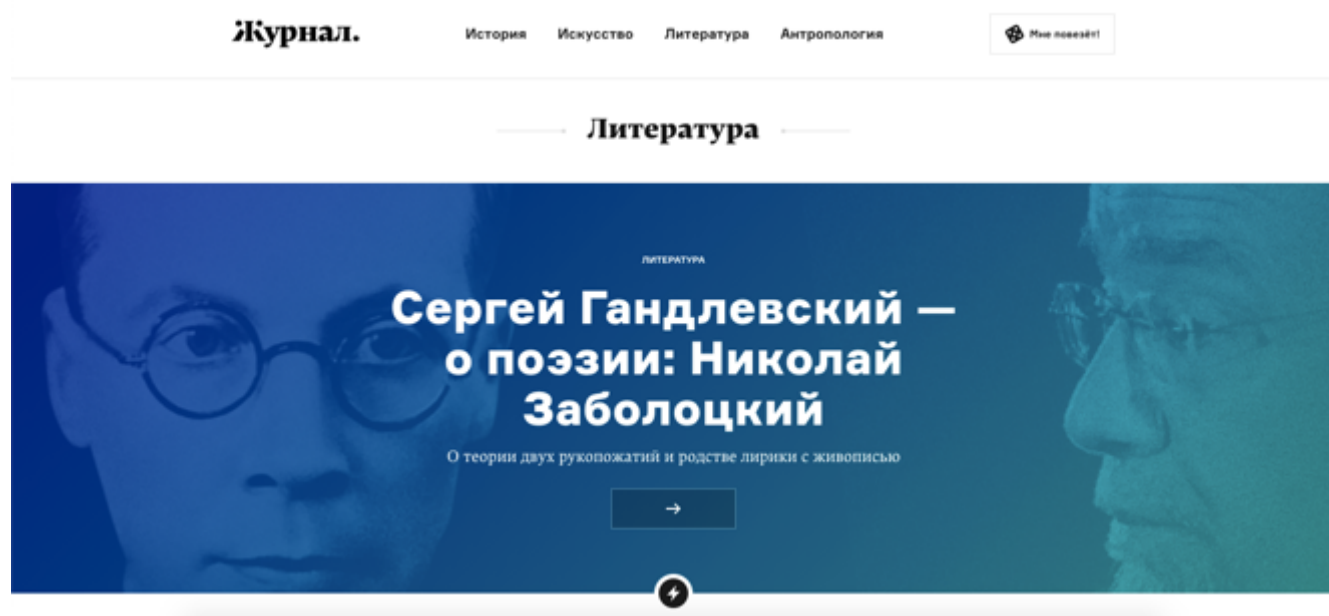 Журнал.
История Искусство Литература Антропология
Мне повезёт!
Литература
ЛИТЕРАТУРА
Сергей Гандлевский —
о поэзии: Николай
Заболоцкий
О теории двух рукопожатий и родстве лирики с живописью